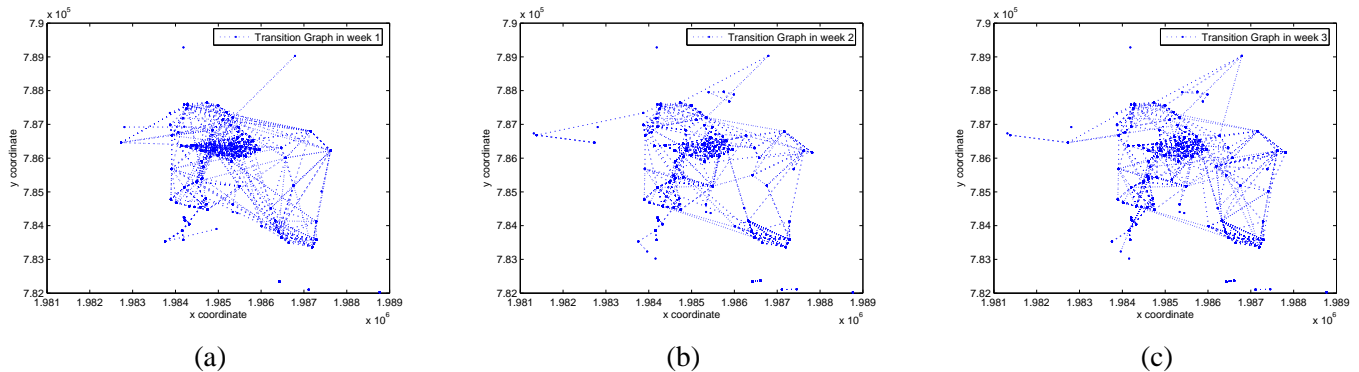 x 10^5 x 10^5 x 10^5
7.9 7.9 7.9
Transition Graph in week 1 Transition Graph in week 2 Transition Graph in week 3
7.89 7.89 7.89
7.88 7.88 7.88
7.87 7.87 7.87
y coordinate y coordinate y coordinate
7.86 7.86 7.86
7.85 7.85 7.85
7.84 7.84 7.84
7.83 7.83 7.83
7.82 7.82 7.82
1.981 1.982 1.983 1.984 1.985 1.986 1.987 1.988 1.989 1.981 1.982 1.983 1.984 1.985 1.986 1.987 1.988 1.989 1.981 1.982 1.983 1.984 1.985 1.986 1.987 1.988 1.989
x coordinate x coordinate x coordinate
x 10^6 x 10^6 x 10^6
(a) (b) (c)